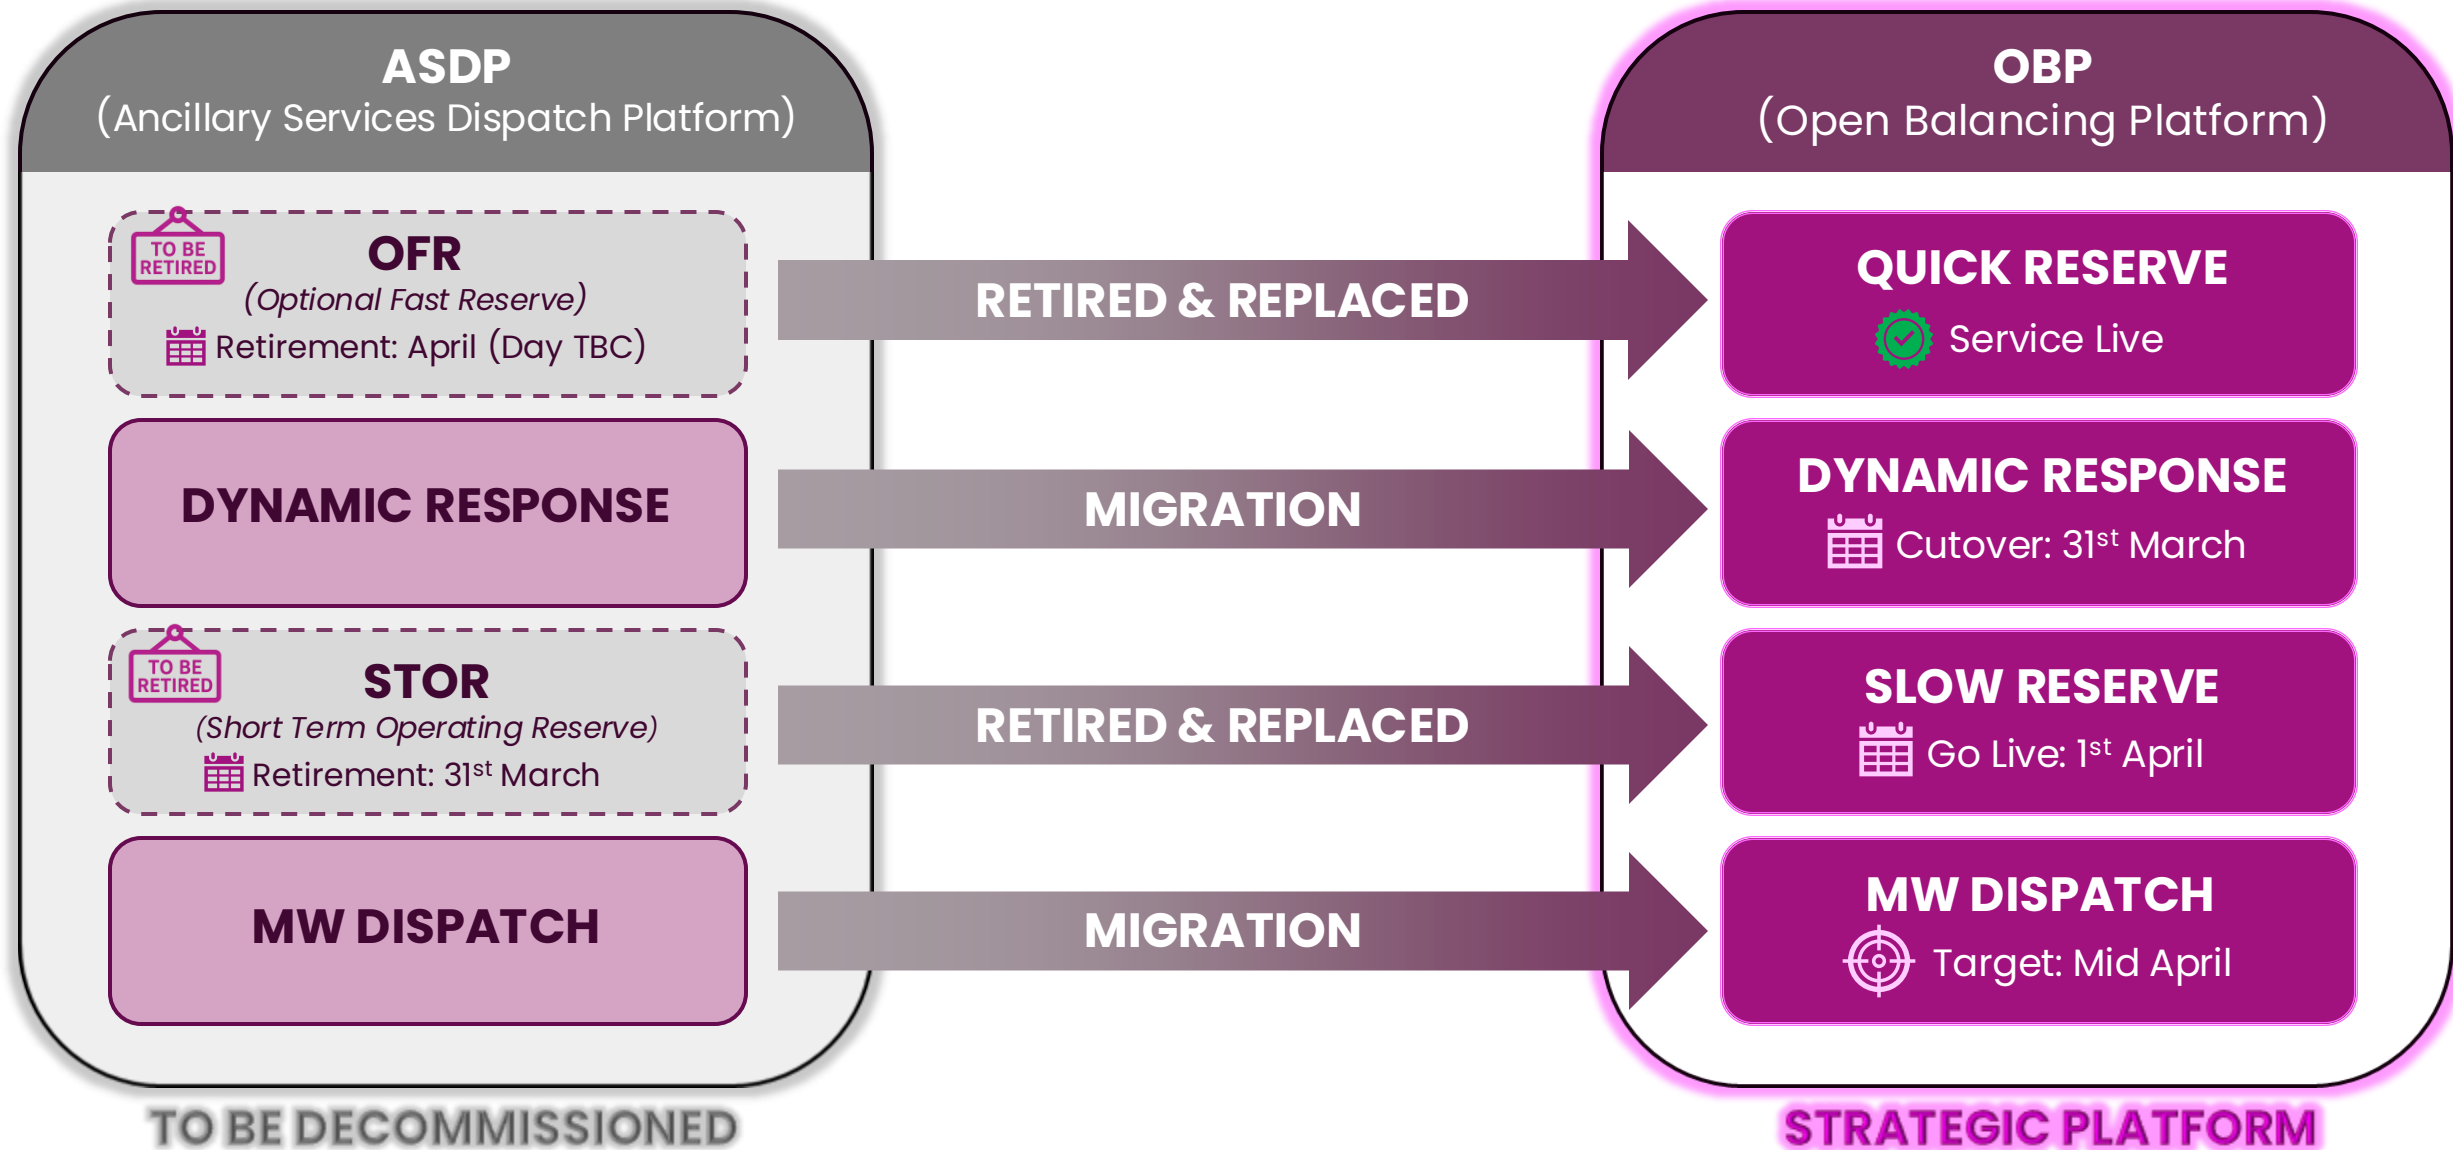 ASDP
(Ancillary Services Dispatch Platform)
TO BE
RETIRED
OFR
(Optional Fast Reserve)
Retirement: April (Day TBC)
DYNAMIC RESPONSE
TO BE
RETIRED
STOR
(Short Term Operating Reserve)
Retirement: 31st March
MW DISPATCH
TO BE DECOMMISSIONED
RETIRED & REPLACED
MIGRATION
RETIRED & REPLACED
MIGRATION
OBP
(Open Balancing Platform)
QUICK RESERVE
Service Live
DYNAMIC RESPONSE
Cutover: 31st March
SLOW RESERVE
Go Live: 1st April
MW DISPATCH
Target: Mid April
STRATEGIC PLATFORM